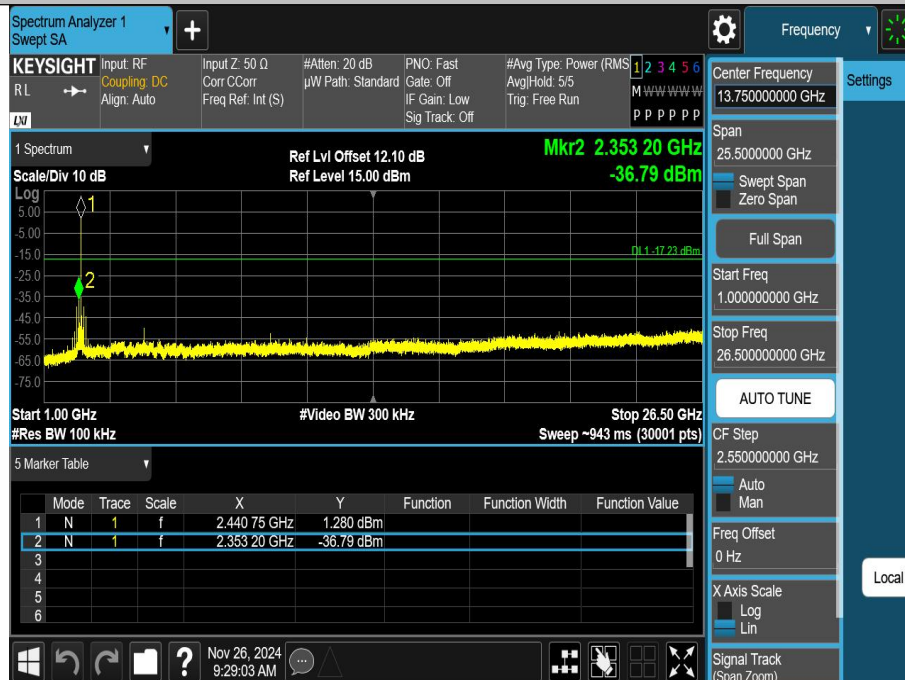 Spectrum Analyzer 1
Swept SA
+
Frequency
KEYSIGHT
RL
LXI
Input: RF
Coupling: DC
Align: Auto
Input Z: 50 Ω
Corr CCorr
Freq Ref: Int (S)
#Atten: 20 dB
µW Path: Standard
PNO: Fast
Gate: Off
IF Gain: Low
Sig Track: Off
#Avg Type: Power (RMS
Avg|Hold: 5/5
Trig: Free Run
1 2 3 4 5 6
M W W W W W
P P P P P P
1 Spectrum
Scale/Div 10 dB
Ref Lvl Offset 12.10 dB
Ref Level 15.00 dBm
Mkr2 2.353 20 GHz
-36.79 dBm
Log
5.00
-5.00
-15.0
-25.0
-35.0
-45.0
-55.0
-65.0
-75.0
1
2
DL1 -17.23 dBm
Start 1.00 GHz
#Video BW 300 kHz
Stop 26.50 GHz
#Res BW 100 kHz
Sweep ~943 ms (30001 pts)
5 Marker Table
Mode Trace Scale X Y Function Function Width Function Value
1 N 1 f 2.440 75 GHz 1.280 dBm
2 N 1 f 2.353 20 GHz -36.79 dBm
3
4
5
6
?
Nov 26, 2024
9:29:03 AM
Center Frequency
13.750000000 GHz
Settings
Span
25.5000000 GHz
Swept Span
Zero Span
Full Span
Start Freq
1.000000000 GHz
Stop Freq
26.500000000 GHz
AUTO TUNE
CF Step
2.550000000 GHz
Auto
Man
Freq Offset
0 Hz
Local
X Axis Scale
Log
Lin
Signal Track
(Span Zoom)